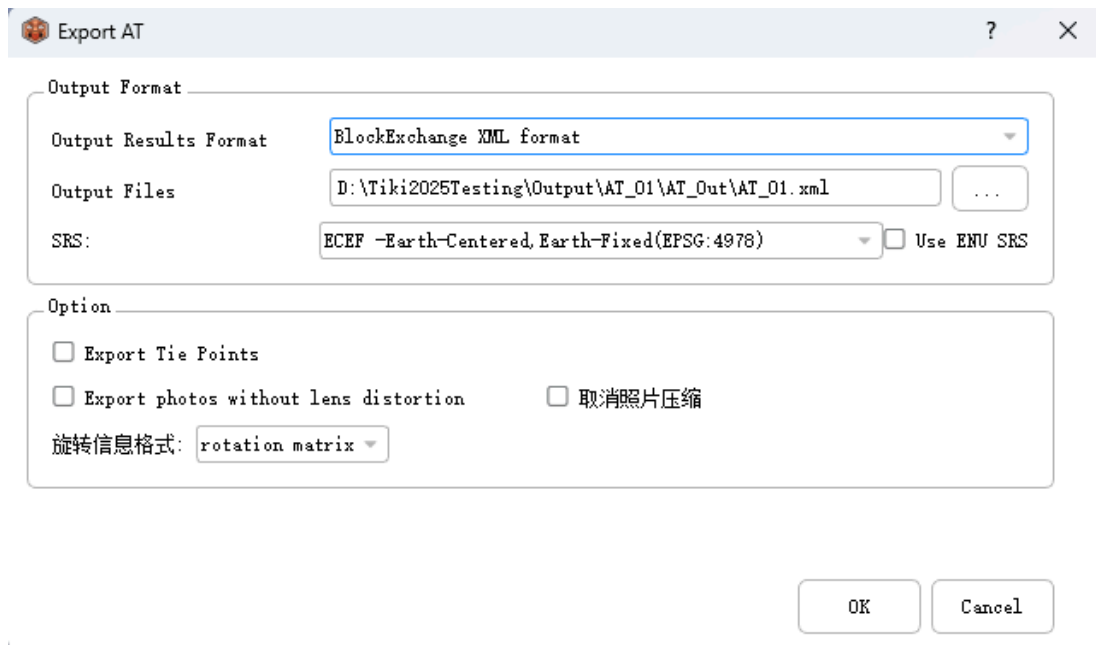 Export AT
?
Output Format
Output Results Format
BlockExchange XML format
Output Files
D:\Tiki2025Testing\Output\AT_01\AT_Out\AT_01.xml
...
SRS:
ECEF -Earth-Centered,Earth-Fixed(EPSG:4978)
Use ENU SRS
Option
Export Tie Points
Export photos without lens distortion
取消照片压缩
旋转信息格式:
rotation matrix
OK
Cancel